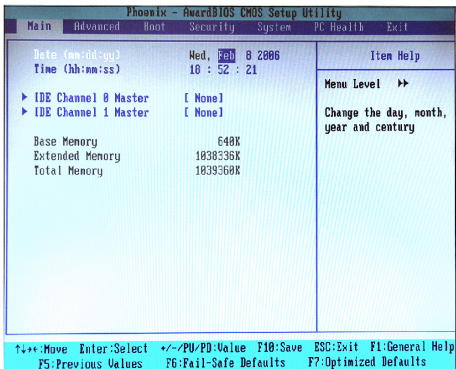 Phoenix - AwardBIOS CMOS Setup Utility
Main Advanced Boot Security System PC Health Exit
Date (mm:dd:yy) Wed, Feb 8 2006
Time (hh:mm:ss) 18 : 52 : 21
IDE Channel 0 Master [ None]
IDE Channel 1 Master [ None]
Base Memory 640K
Extended Memory 1038336K
Total Memory 1039360K
Item Help
Menu Level ▸▸
Change the day, month,
year and century
↑↓→←:Move Enter:Select +/-/PU/PD:Value F10:Save ESC:Exit F1:General Help
F5:Previous Values F6:Fail-Safe Defaults F7:Optimized Defaults